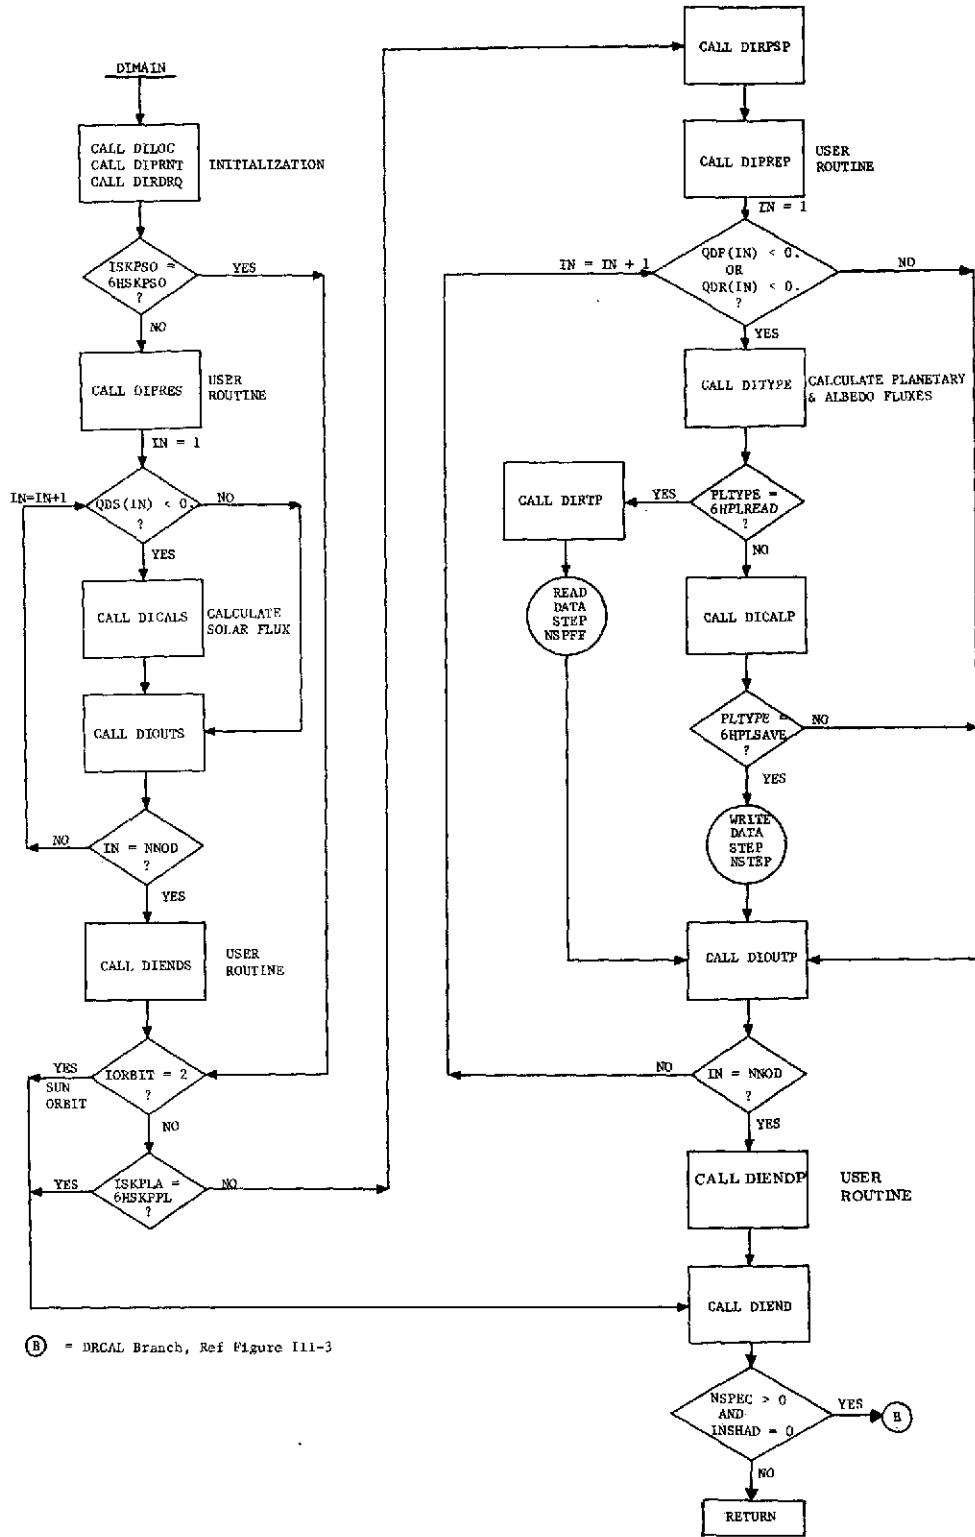 DIMAIN
CALL DILOC
CALL DIPRNT
CALL DIRDRQ
INITIALIZATION
ISKPSO =
6HSKPSO
?
YES
NO
CALL DIPRES
USER
ROUTINE
IN = 1
IN=IN+1
QDS(IN) < 0.
?
NO
YES
CALL DICALS
CALCULATE
SOLAR FLUX
CALL DIOUTS
NO
IN = NNOD
?
YES
CALL DIENDS
USER
ROUTINE
YES
SUN
ORBIT
IORBIT = 2
?
NO
YES
ISKPLA =
6HSKPPL
?
NO
B = DRCAL Branch, Ref Figure III-3
CALL DIRPSP
CALL DIPREP
USER
ROUTINE
IN = 1
IN = IN + 1
QDP(IN) < 0.
OR
QDR(IN) < 0.
?
NO
YES
CALL DITYPE
CALCULATE PLANETARY
& ALBEDO FLUXES
CALL DIRTP
YES
PLTYPE =
6HPLREAD
?
NO
READ
DATA
STEP
NSPFF
CALL DICALP
PLTYPE =
6HPLSAVE
?
NO
YES
WRITE
DATA
STEP
NSTEP
CALL DIOUTP
NO
IN = NNOD
?
YES
CALL DIENDP
USER
ROUTINE
CALL DIEND
NSPEC > 0
AND
INSHAD = 0
YES
B
NO
RETURN